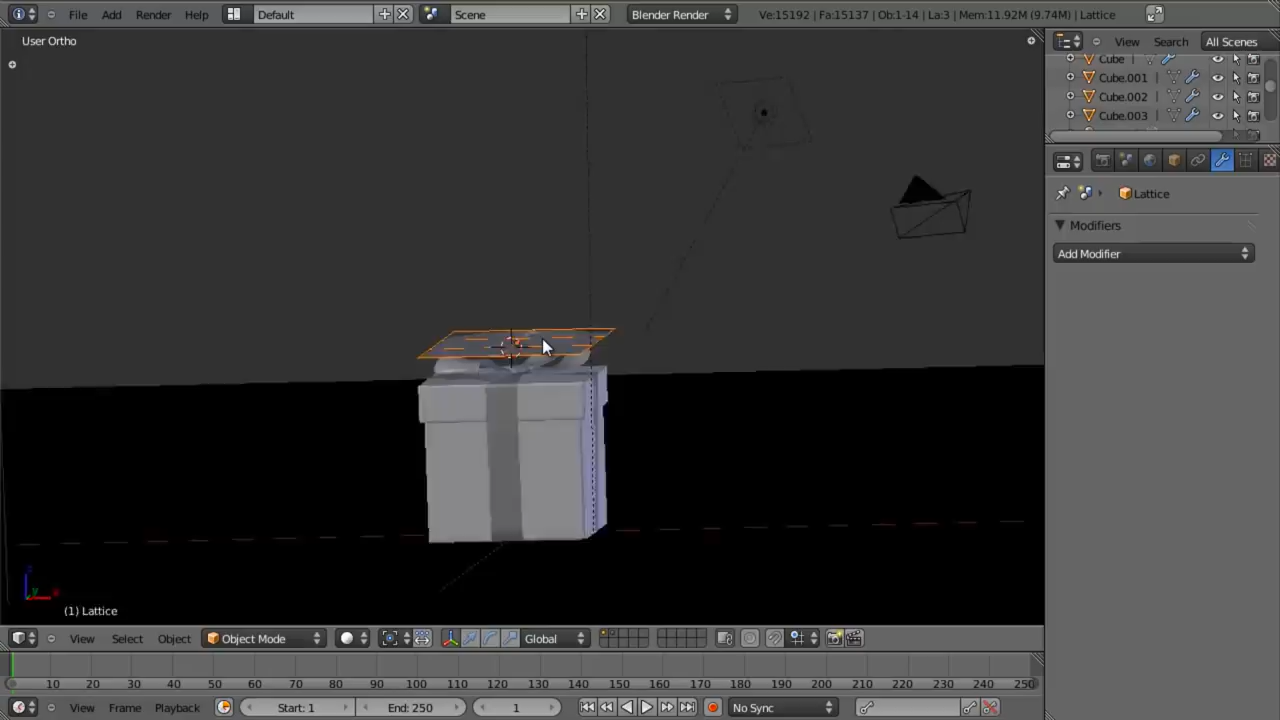 File Add Render Help Default Scene Blender Render Ve:15192 | Fa:15137 | Ob:1-14 | La:3 | Mem:11.92M (9.74M) | Lattice
User Ortho
View Search All Scenes
Cube
Cube.001
Cube.002
Cube.003
Lattice
Modifiers
Add Modifier
z
y x
(1) Lattice
View Select Object Object Mode Global
10 20 30 40 50 60 70 80 90 100 110 120 130 140 150 160 170 180 190 200 210 220 230 240 250
View Frame Playback Start: 1 End: 250 1 No Sync